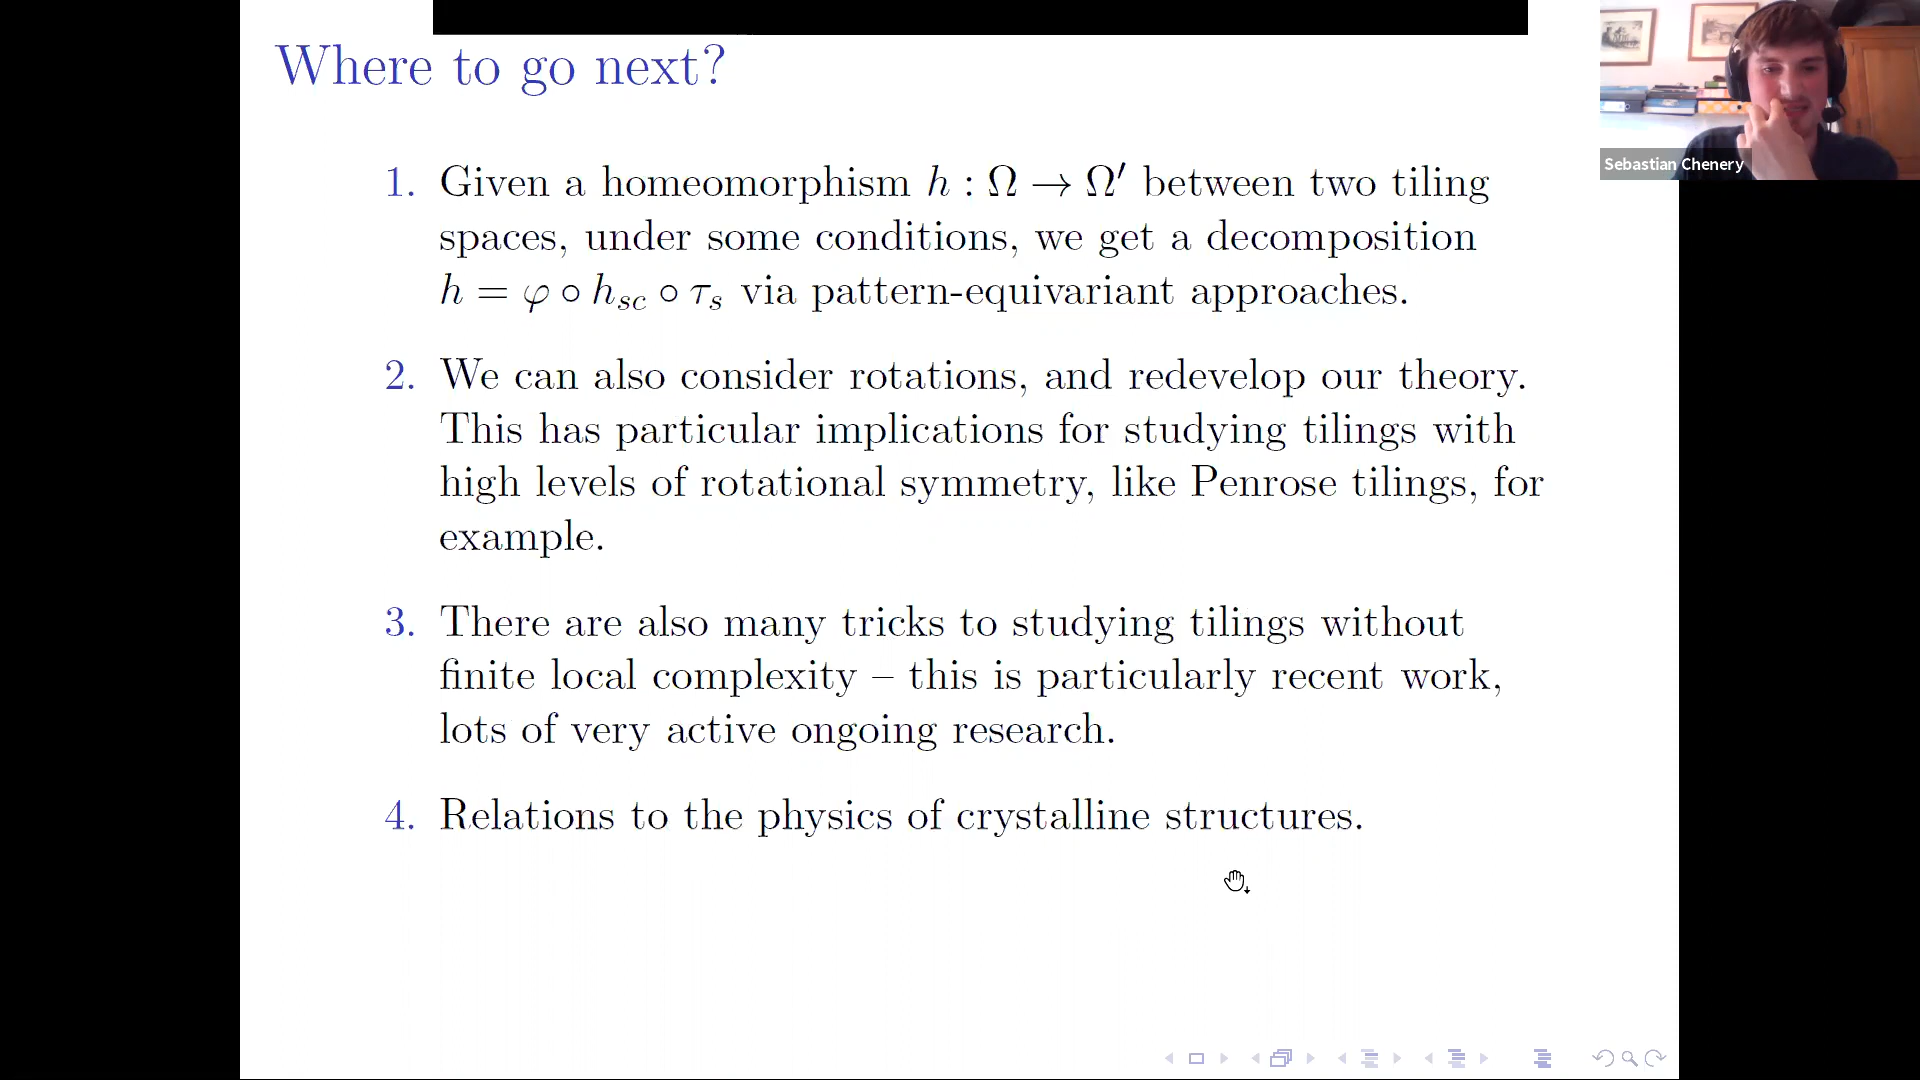 Where to go next?
Sebastian Chenery
1. Given a homeomorphism h : Ω → Ω′ between two tiling
spaces, under some conditions, we get a decomposition
h = φ ∘ h_sc ∘ τ_s via pattern-equivariant approaches.
2. We can also consider rotations, and redevelop our theory.
This has particular implications for studying tilings with
high levels of rotational symmetry, like Penrose tilings, for
example.
3. There are also many tricks to studying tilings without
finite local complexity – this is particularly recent work,
lots of very active ongoing research.
4. Relations to the physics of crystalline structures.